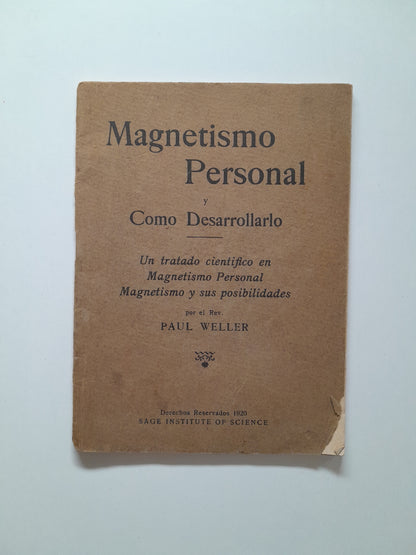 Magnetismo
Personal
y
Como Desarrollarlo
Un tratado cientifico en
Magnetismo Personal
Magnetismo y sus posibilidades
por el Rev.
PAUL WELLER
Derechos Reservados 1920
SAGE INSTITUTE OF SCIENCE